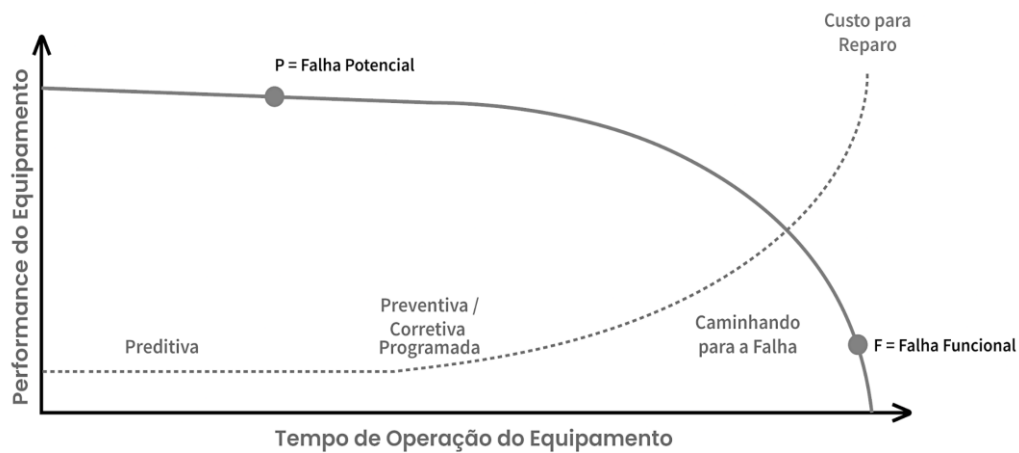 Custo para
Reparo
P = Falha Potencial
Performance do Equipamento
Preventiva /
Corretiva
Programada
Preditiva
Caminhando
para a Falha
F = Falha Funcional
Tempo de Operação do Equipamento